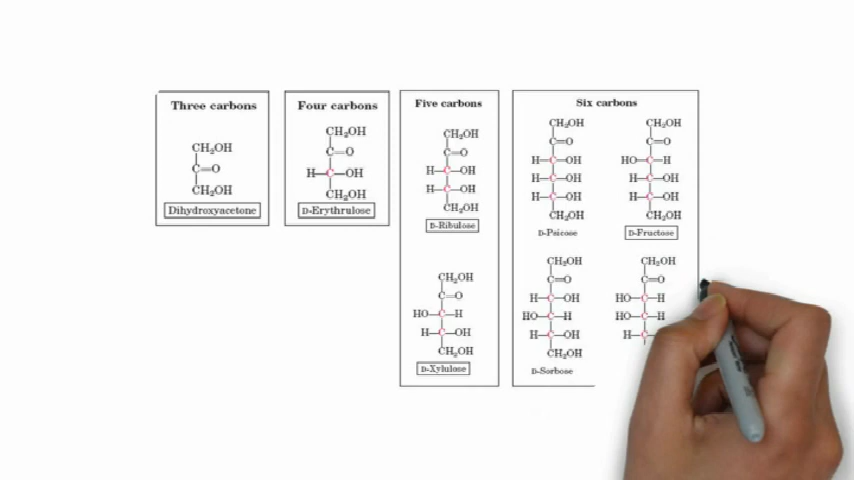 Three carbons
CH₂OH
C=O
CH₂OH
Dihydroxyacetone
Four carbons
CH₂OH
C=O
H—C—OH
CH₂OH
D-Erythrulose
Five carbons
CH₂OH
C=O
H—C—OH
H—C—OH
CH₂OH
D-Ribulose
CH₂OH
C=O
HO—C—H
H—C—OH
CH₂OH
D-Xylulose
Six carbons
CH₂OH
C=O
H—C—OH
H—C—OH
H—C—OH
CH₂OH
D-Psicose
CH₂OH
C=O
HO—C—H
H—C—OH
H—C—OH
CH₂OH
D-Fructose
CH₂OH
C=O
H—C—OH
HO—C—H
H—C—OH
CH₂OH
D-Sorbose
CH₂OH
C=O
HO—C—H
HO—C—H
H—C